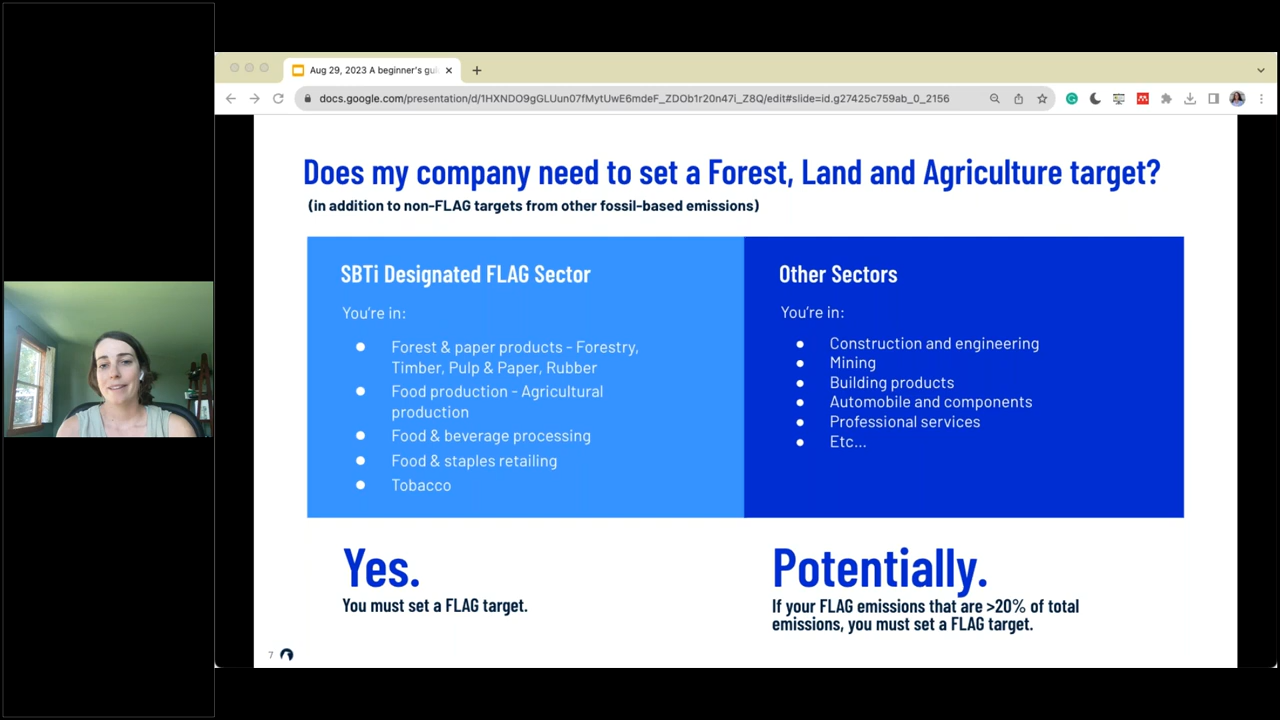 Aug 29, 2023 A beginner's gui
docs.google.com/presentation/d/1HXNDO9gGLUun07fMytUwE6mdeF_ZDOb1r20n47i_Z8Q/edit#slide=id.g27425c759ab_0_2156
Does my company need to set a Forest, Land and Agriculture target?
(in addition to non-FLAG targets from other fossil-based emissions)
SBTi Designated FLAG Sector
You're in:
● Forest & paper products - Forestry,
Timber, Pulp & Paper, Rubber
● Food production - Agricultural
production
● Food & beverage processing
● Food & staples retailing
● Tobacco
Yes.
You must set a FLAG target.
Other Sectors
You're in:
● Construction and engineering
● Mining
● Building products
● Automobile and components
● Professional services
● Etc...
Potentially.
If your FLAG emissions that are >20% of total
emissions, you must set a FLAG target.
7